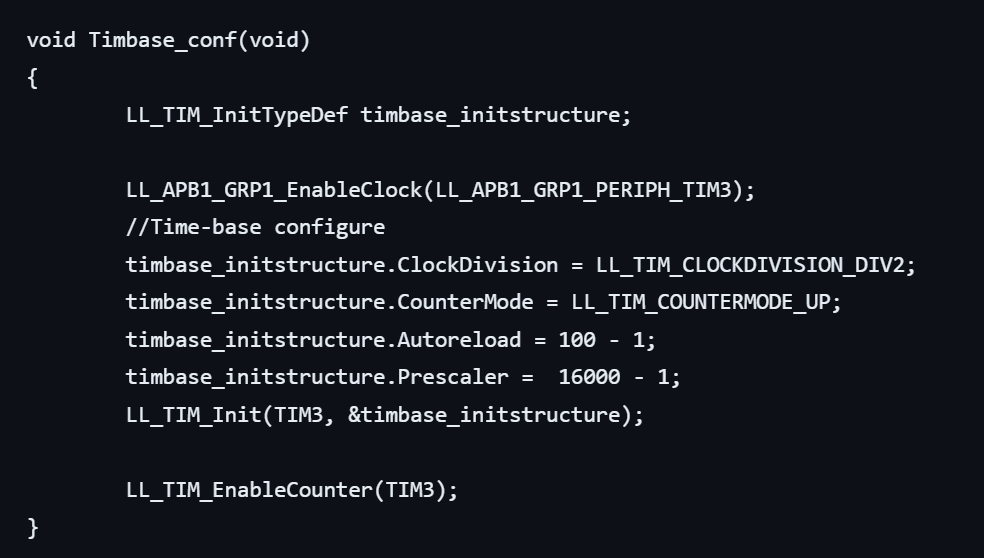 void Timbase_conf(void)
{
        LL_TIM_InitTypeDef timbase_initstructure;

        LL_APB1_GRP1_EnableClock(LL_APB1_GRP1_PERIPH_TIM3);
        //Time-base configure
        timbase_initstructure.ClockDivision = LL_TIM_CLOCKDIVISION_DIV2;
        timbase_initstructure.CounterMode = LL_TIM_COUNTERMODE_UP;
        timbase_initstructure.Autoreload = 100 - 1;
        timbase_initstructure.Prescaler =  16000 - 1;
        LL_TIM_Init(TIM3, &timbase_initstructure);

        LL_TIM_EnableCounter(TIM3);
}